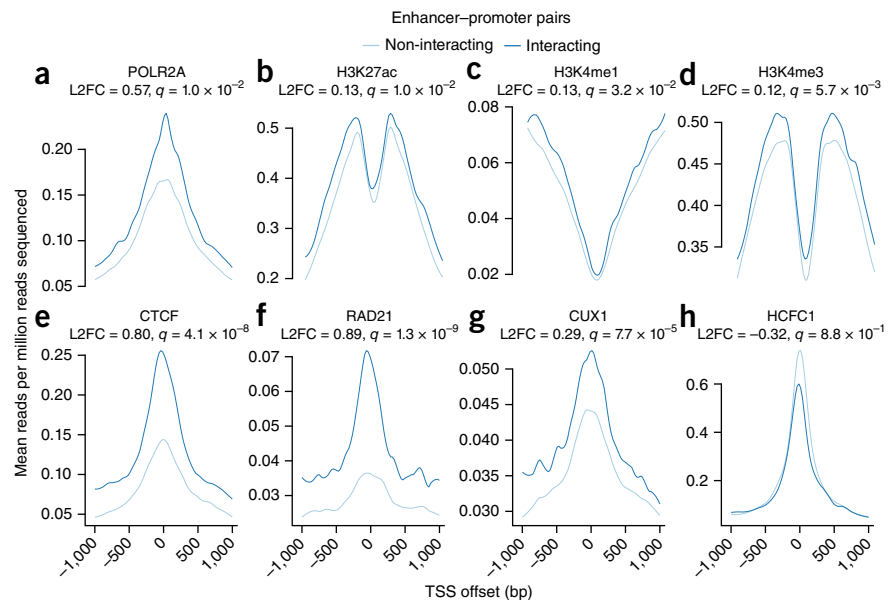 Enhancer–promoter pairs
Non-interacting Interacting
a POLR2A
L2FC = 0.57, q = 1.0 × 10⁻²
b H3K27ac
L2FC = 0.13, q = 1.0 × 10⁻²
c H3K4me1
L2FC = 0.13, q = 3.2 × 10⁻²
d H3K4me3
L2FC = 0.12, q = 5.7 × 10⁻³
Mean reads per million reads sequenced
0.20
0.15
0.10
0.05
0.5
0.4
0.3
0.2
0.08
0.06
0.04
0.02
0.50
0.45
0.40
0.35
e CTCF
L2FC = 0.80, q = 4.1 × 10⁻⁸
f RAD21
L2FC = 0.89, q = 1.3 × 10⁻⁹
g CUX1
L2FC = 0.29, q = 7.7 × 10⁻⁵
h HCFC1
L2FC = −0.32, q = 8.8 × 10⁻¹
0.25
0.20
0.15
0.10
0.05
0.07
0.06
0.05
0.04
0.03
0.050
0.045
0.040
0.035
0.030
0.6
0.4
0.2
−1,000 −500 0 500 1,000
−1,000 −500 0 500 1,000
−1,000 −500 0 500 1,000
−1,000 −500 0 500 1,000
TSS offset (bp)